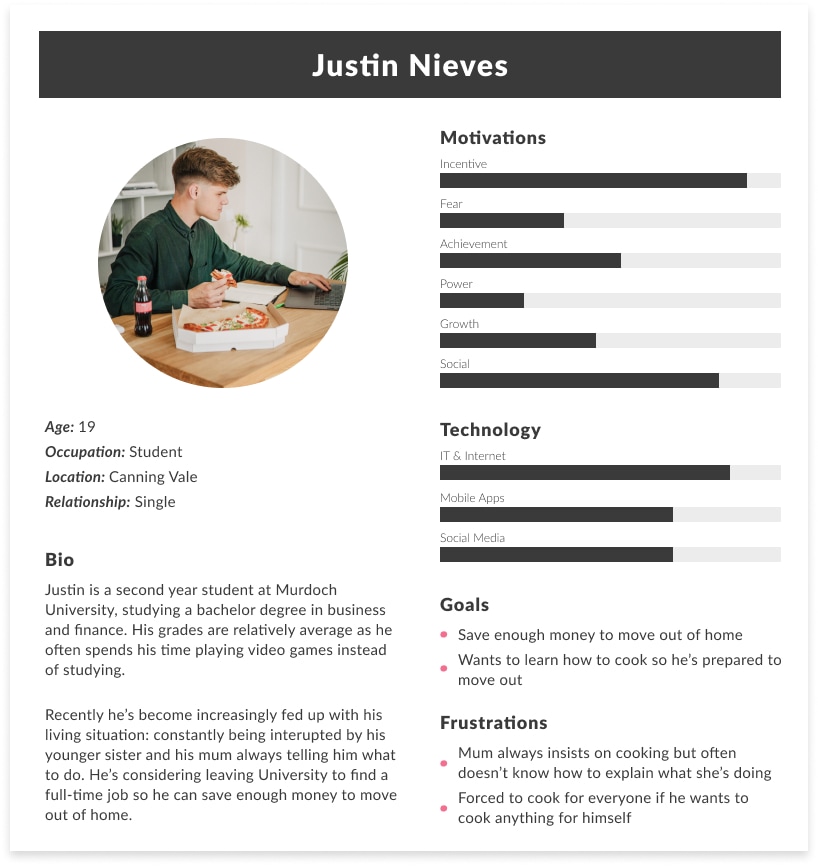 Justin Nieves
Age: 19
Occupation: Student
Location: Canning Vale
Relationship: Single
Bio
Justin is a second year student at Murdoch
University, studying a bachelor degree in business
and finance. His grades are relatively average as he
often spends his time playing video games instead
of studying.
Recently he's become increasingly fed up with his
living situation: constantly being interupted by his
younger sister and his mum always telling him what
to do. He's considering leaving University to find a
full-time job so he can save enough money to move
out of home.
Motivations
Incentive
Fear
Achievement
Power
Growth
Social
Technology
IT & Internet
Mobile Apps
Social Media
Goals
Save enough money to move out of home
Wants to learn how to cook so he's prepared to
move out
Frustrations
Mum always insists on cooking but often
doesn't know how to explain what she's doing
Forced to cook for everyone if he wants to
cook anything for himself